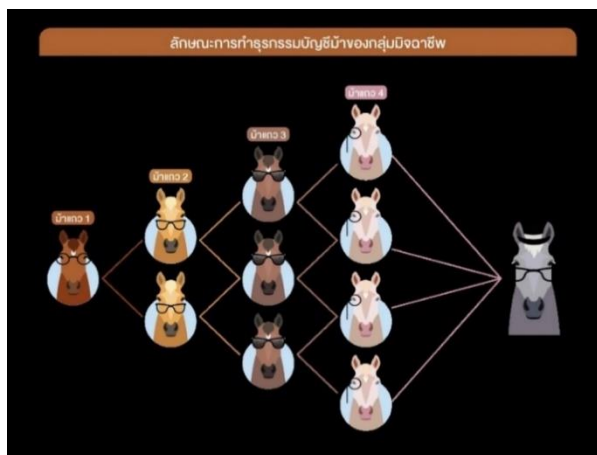 ลักษณะการทำธุรกรรมบัญชีม้าของกลุ่มมิจฉาชีพ
ม้าแถว 1
ม้าแถว 2
ม้าแถว 3
ม้าแถว 4